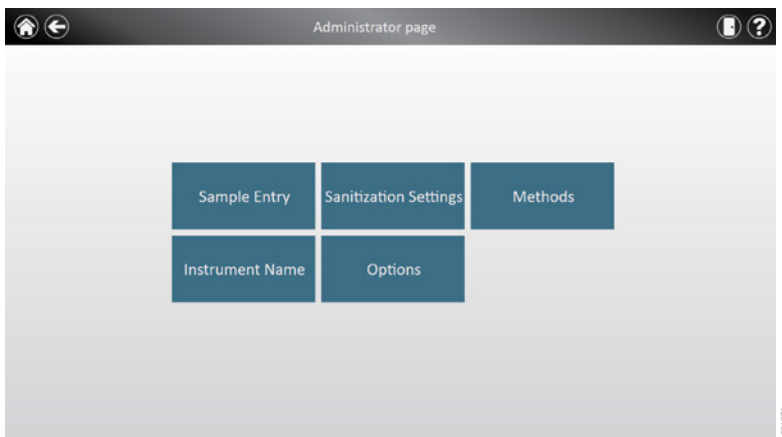 Administrator page
Sample Entry
Sanitization Settings
Methods
Instrument Name
Options